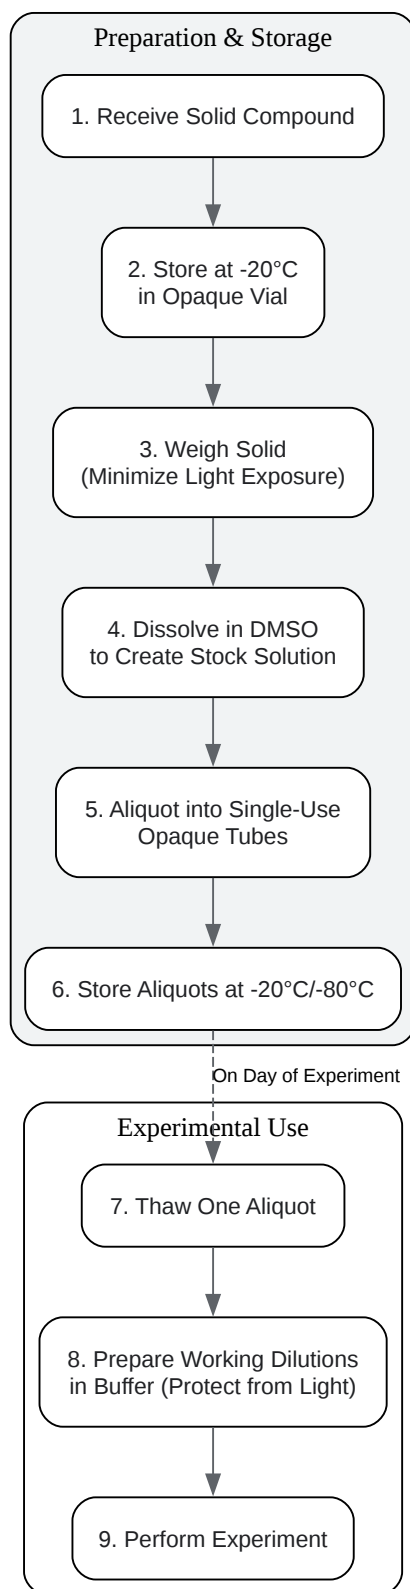 Preparation & Storage
1. Receive Solid Compound
2. Store at -20°C
in Opaque Vial
3. Weigh Solid
(Minimize Light Exposure)
4. Dissolve in DMSO
to Create Stock Solution
5. Aliquot into Single-Use
Opaque Tubes
6. Store Aliquots at -20°C/-80°C
On Day of Experiment
Experimental Use
7. Thaw One Aliquot
8. Prepare Working Dilutions
in Buffer (Protect from Light)
9. Perform Experiment